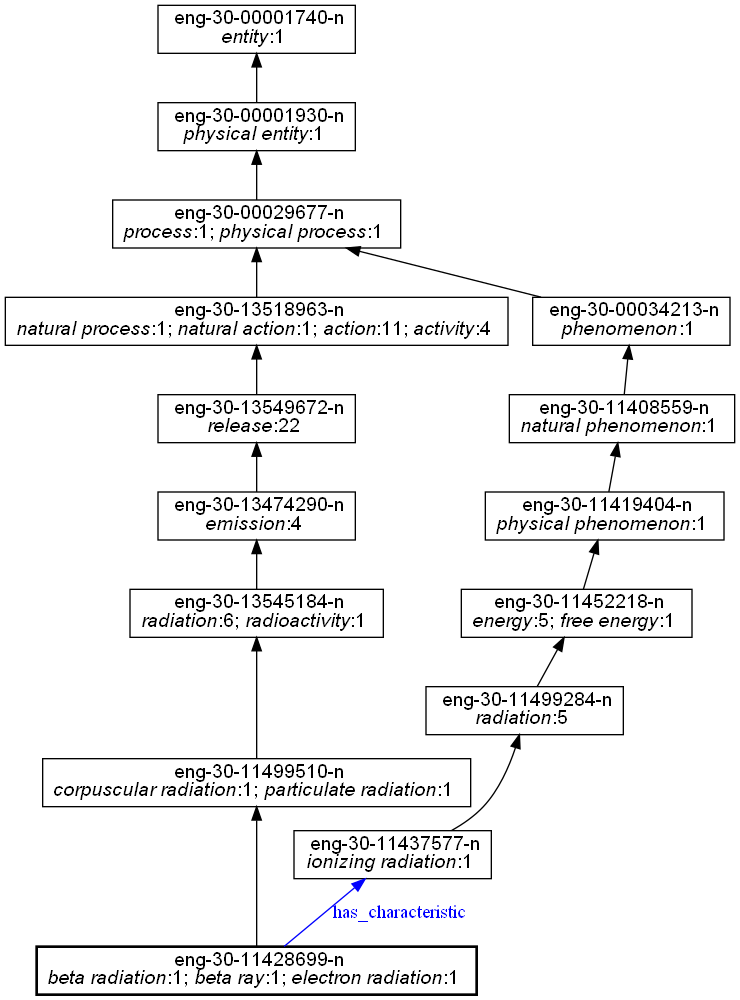 eng-30-00001740-n
entity:1
eng-30-00001930-n
physical entity:1
eng-30-00029677-n
process:1; physical process:1
eng-30-13518963-n
natural process:1; natural action:1; action:11; activity:4
eng-30-00034213-n
phenomenon:1
eng-30-13549672-n
release:22
eng-30-11408559-n
natural phenomenon:1
eng-30-13474290-n
emission:4
eng-30-11419404-n
physical phenomenon:1
eng-30-13545184-n
radiation:6; radioactivity:1
eng-30-11452218-n
energy:5; free energy:1
eng-30-11499284-n
radiation:5
eng-30-11499510-n
corpuscular radiation:1; particulate radiation:1
eng-30-11437577-n
ionizing radiation:1
has_characteristic
eng-30-11428699-n
beta radiation:1; beta ray:1; electron radiation:1